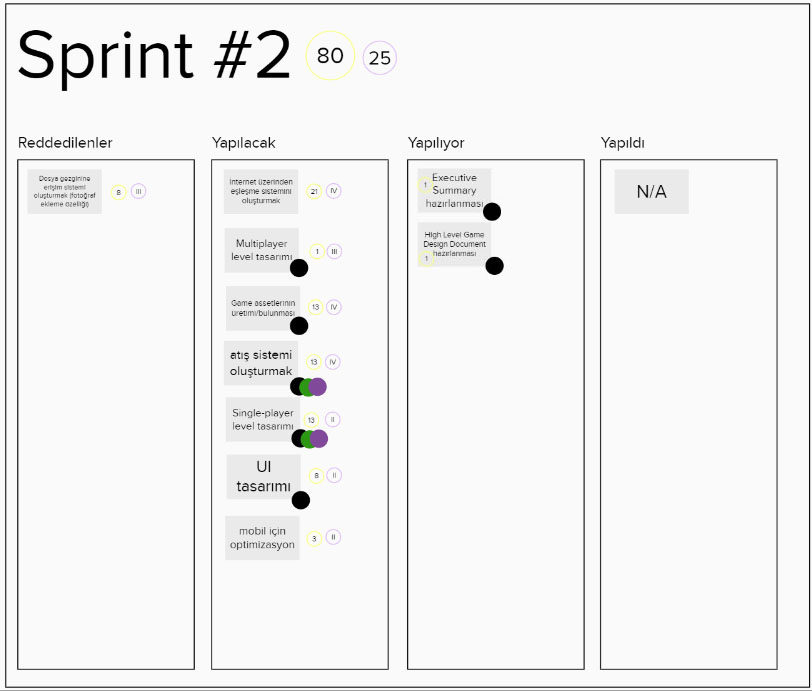 Sprint #2 80 25
Reddedilenler
Dosya gezginine
erişim sistemi
oluşturmak (fotoğraf
ekleme özelliği)
8 III
Yapılacak
İnternet üzerinden
eşleşme sistemini
oluşturmak
21 IV
Multiplayer
level tasarımı
1 III
Game assetlerinin
üretimi/bulunması
13 IV
atış sistemi
oluşturmak
13 IV
Single-player
level tasarımı
13 II
UI
tasarımı
8 II
mobil için
optimizasyon
3 II
Yapılıyor
Executive
Summary
hazırlanması
1
High Level Game
Design Document
hazırlanması
1
Yapıldı
N/A